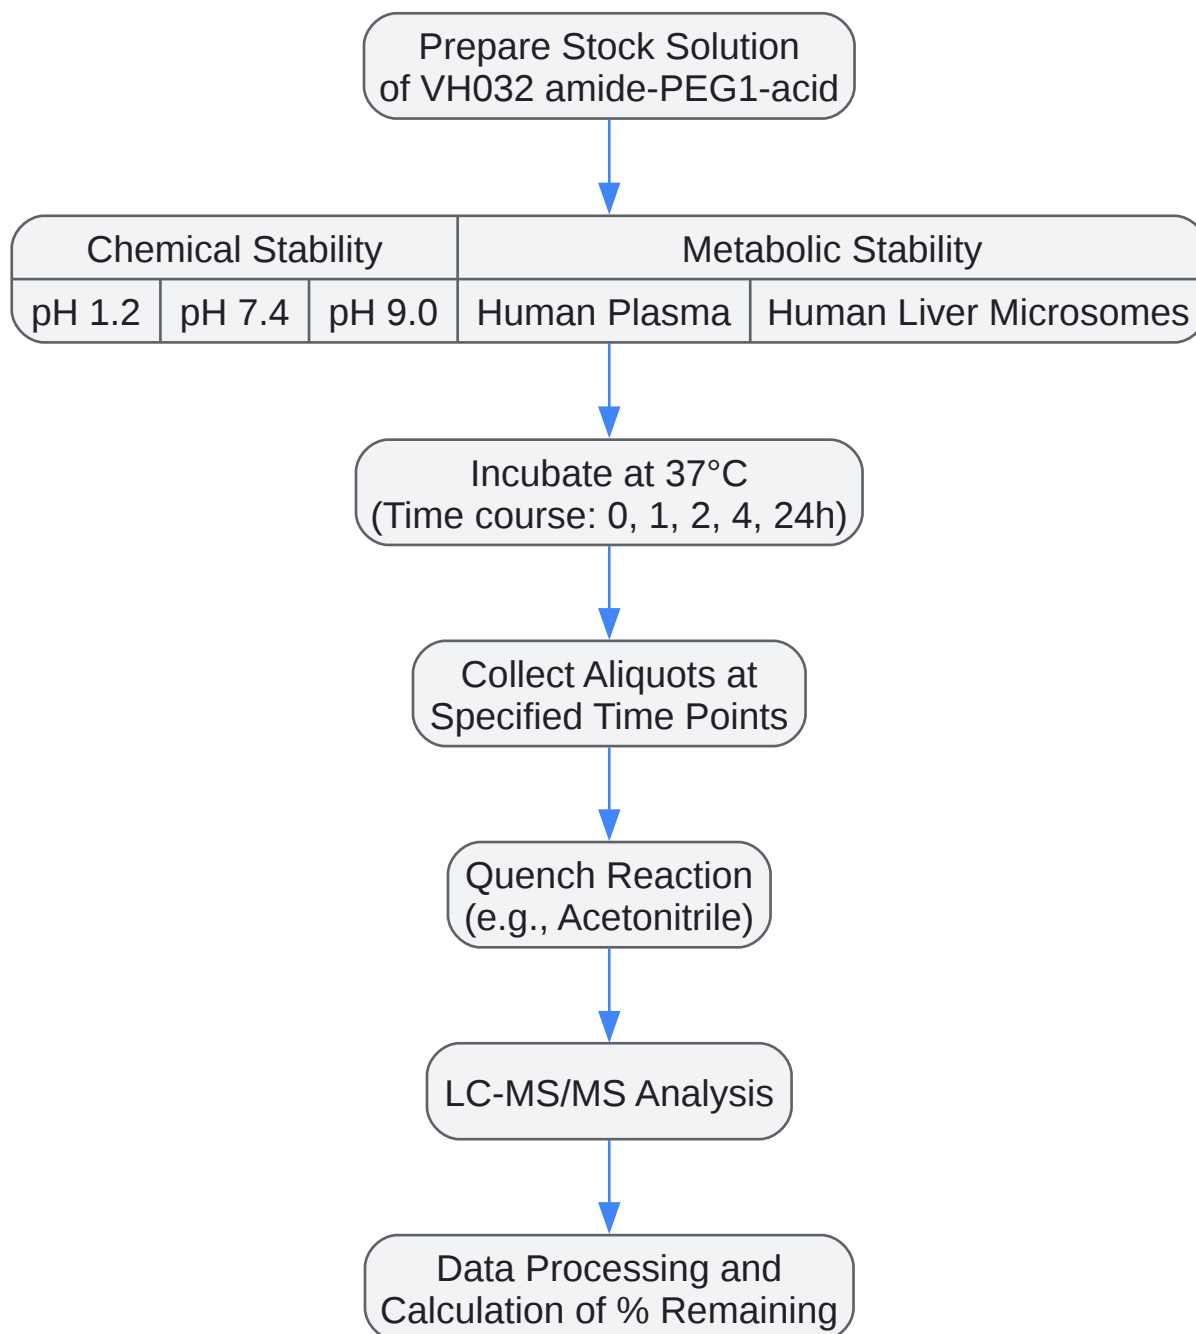 Prepare Stock Solution
of VH032 amide-PEG1-acid
Chemical Stability
Metabolic Stability
pH 1.2
pH 7.4
pH 9.0
Human Plasma
Human Liver Microsomes
Incubate at 37°C
(Time course: 0, 1, 2, 4, 24h)
Collect Aliquots at
Specified Time Points
Quench Reaction
(e.g., Acetonitrile)
LC-MS/MS Analysis
Data Processing and
Calculation of % Remaining